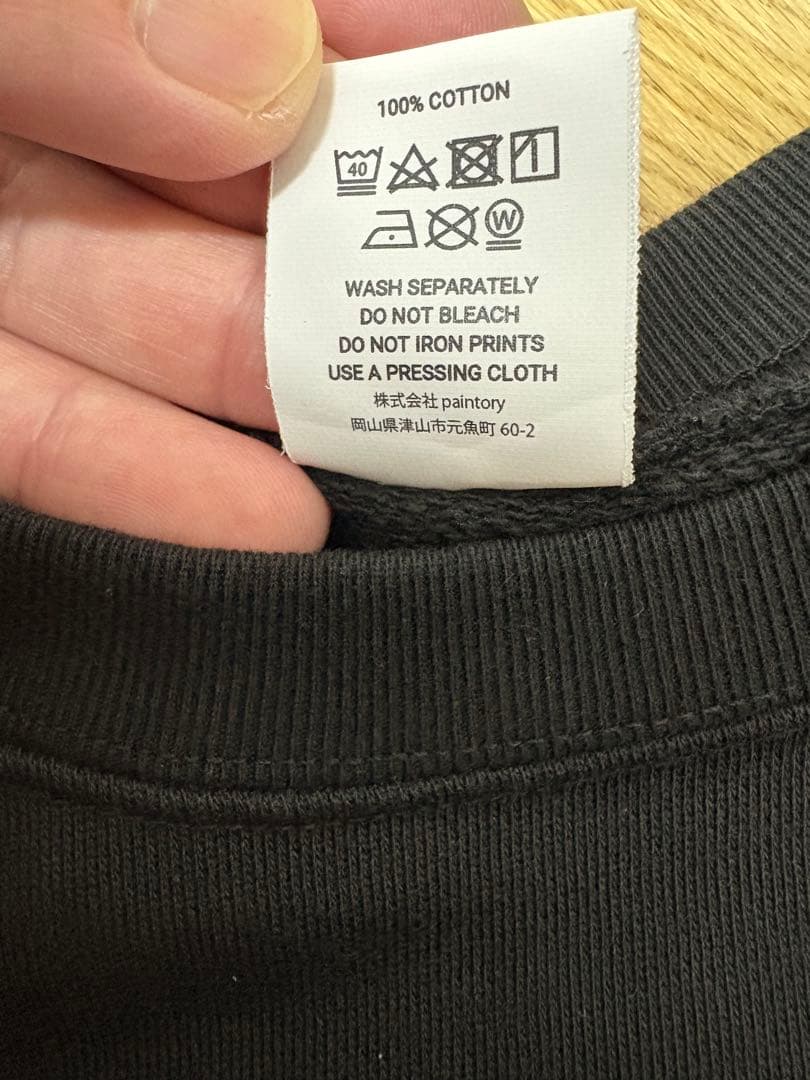 100% COTTON
40
W
WASH SEPARATELY
DO NOT BLEACH
DO NOT IRON PRINTS
USE A PRESSING CLOTH
株式会社 paintory
岡山県津山市元魚町 60-2